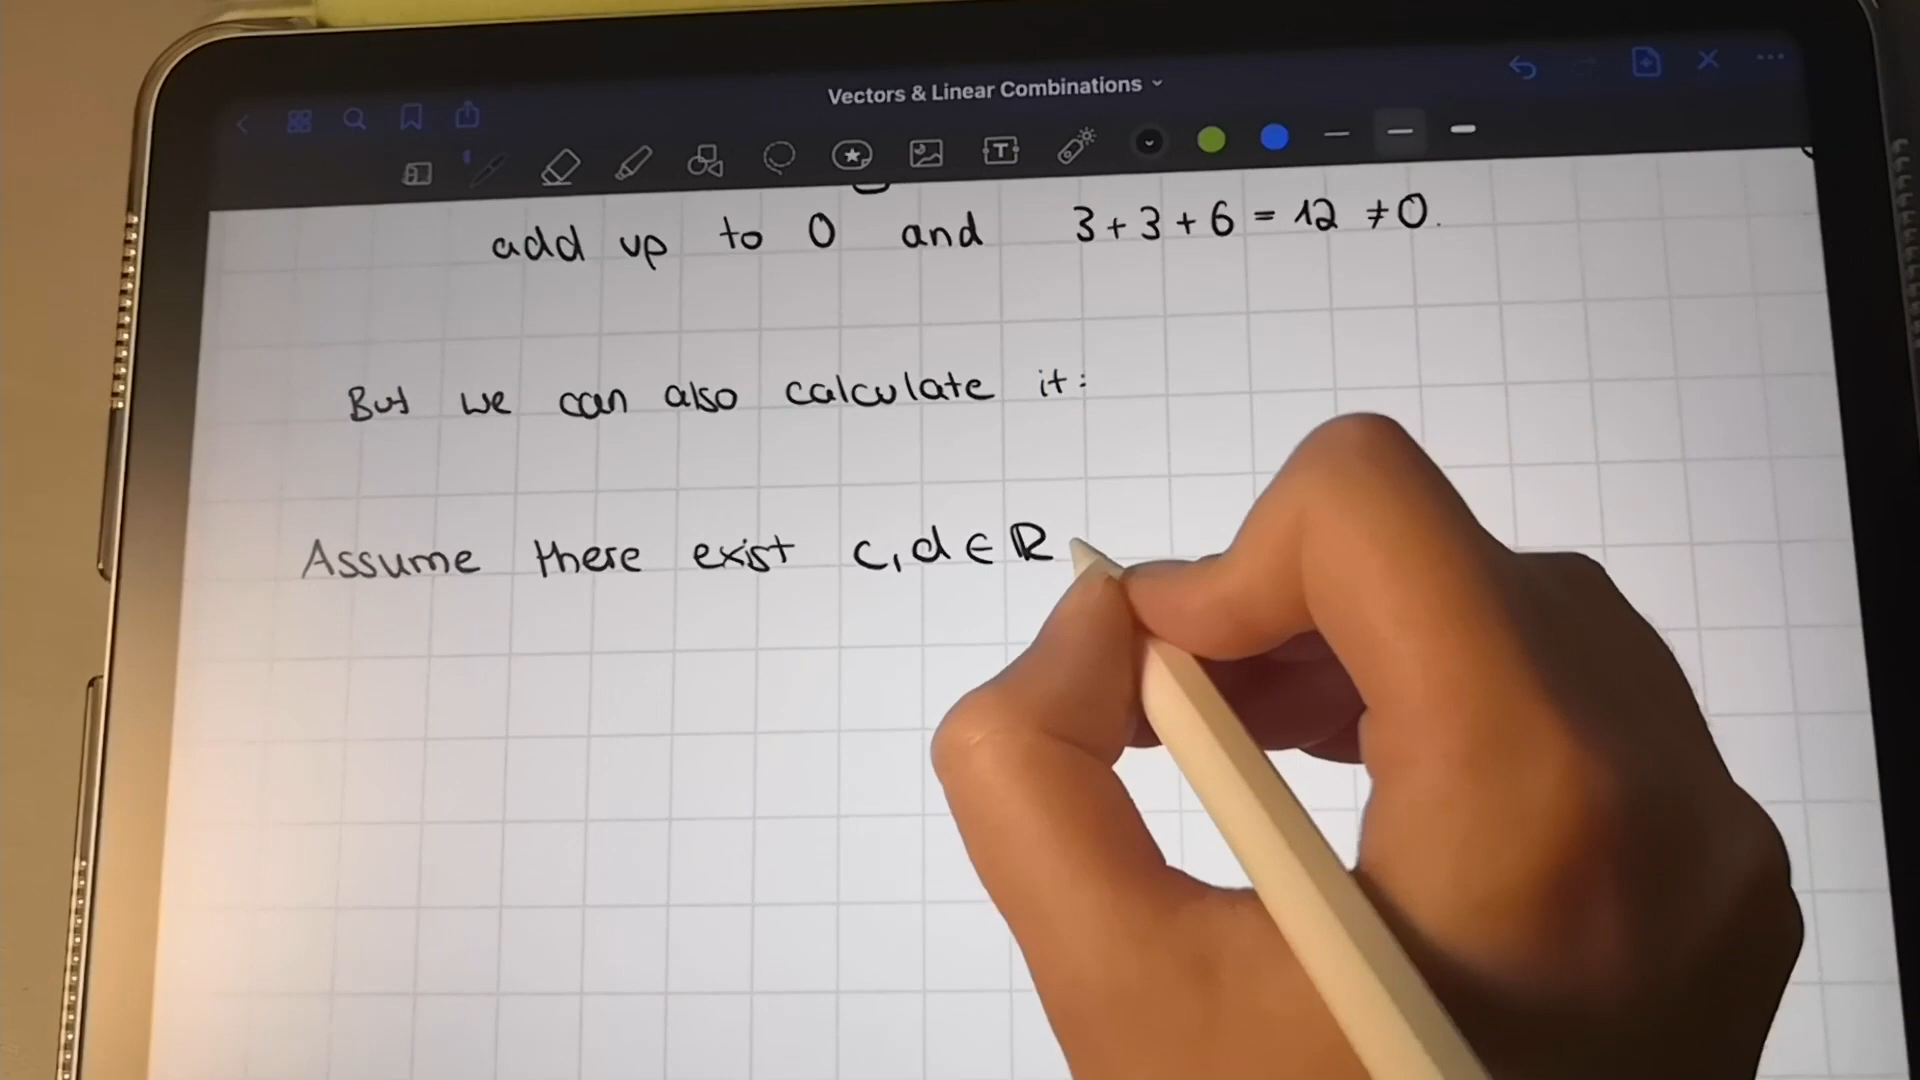 Vectors & Linear Combinations
T
add up to 0 and 3 + 3 + 6 = 12 ≠ 0.
But we can also calculate it:
Assume there exist c, d ∈ ℝ